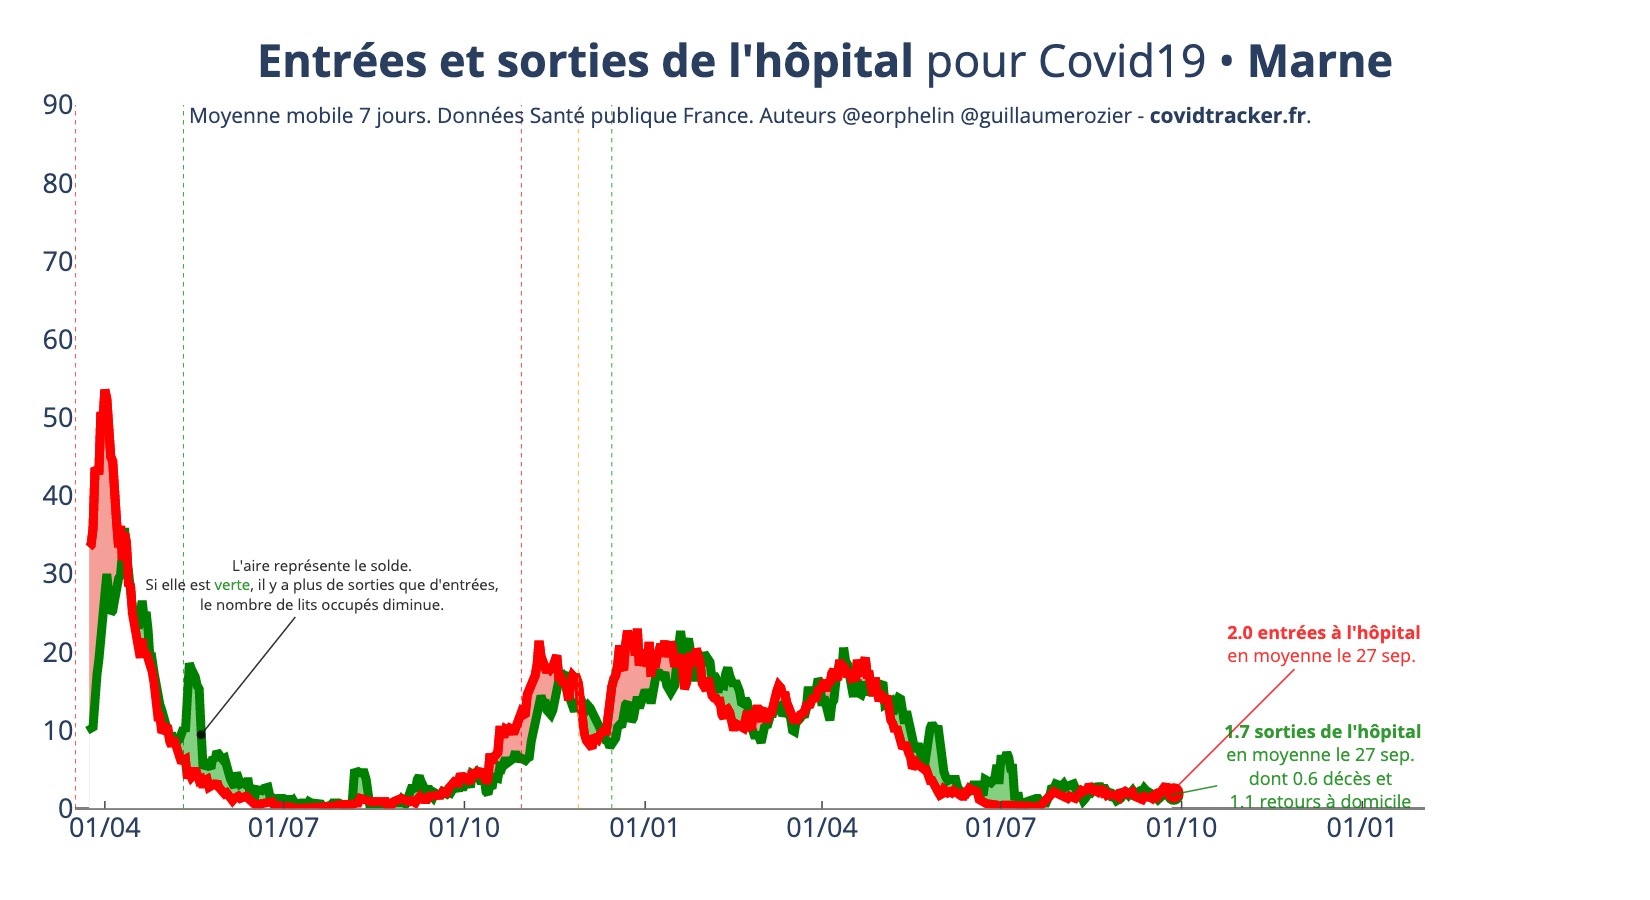 Entrées et sorties de l'hôpital pour Covid19 • Marne
Moyenne mobile 7 jours. Données Santé publique France. Auteurs @eorphelin @guillaumerozier - covidtracker.fr.
90
80
70
60
50
40
30
20
10
0
L'aire représente le solde.
Si elle est verte, il y a plus de sorties que d'entrées,
le nombre de lits occupés diminue.
2.0 entrées à l'hôpital
en moyenne le 27 sep.
1.7 sorties de l'hôpital
en moyenne le 27 sep.
dont 0.6 décès et
1.1 retours à domicile
01/04 01/07 01/10 01/01 01/04 01/07 01/10 01/01